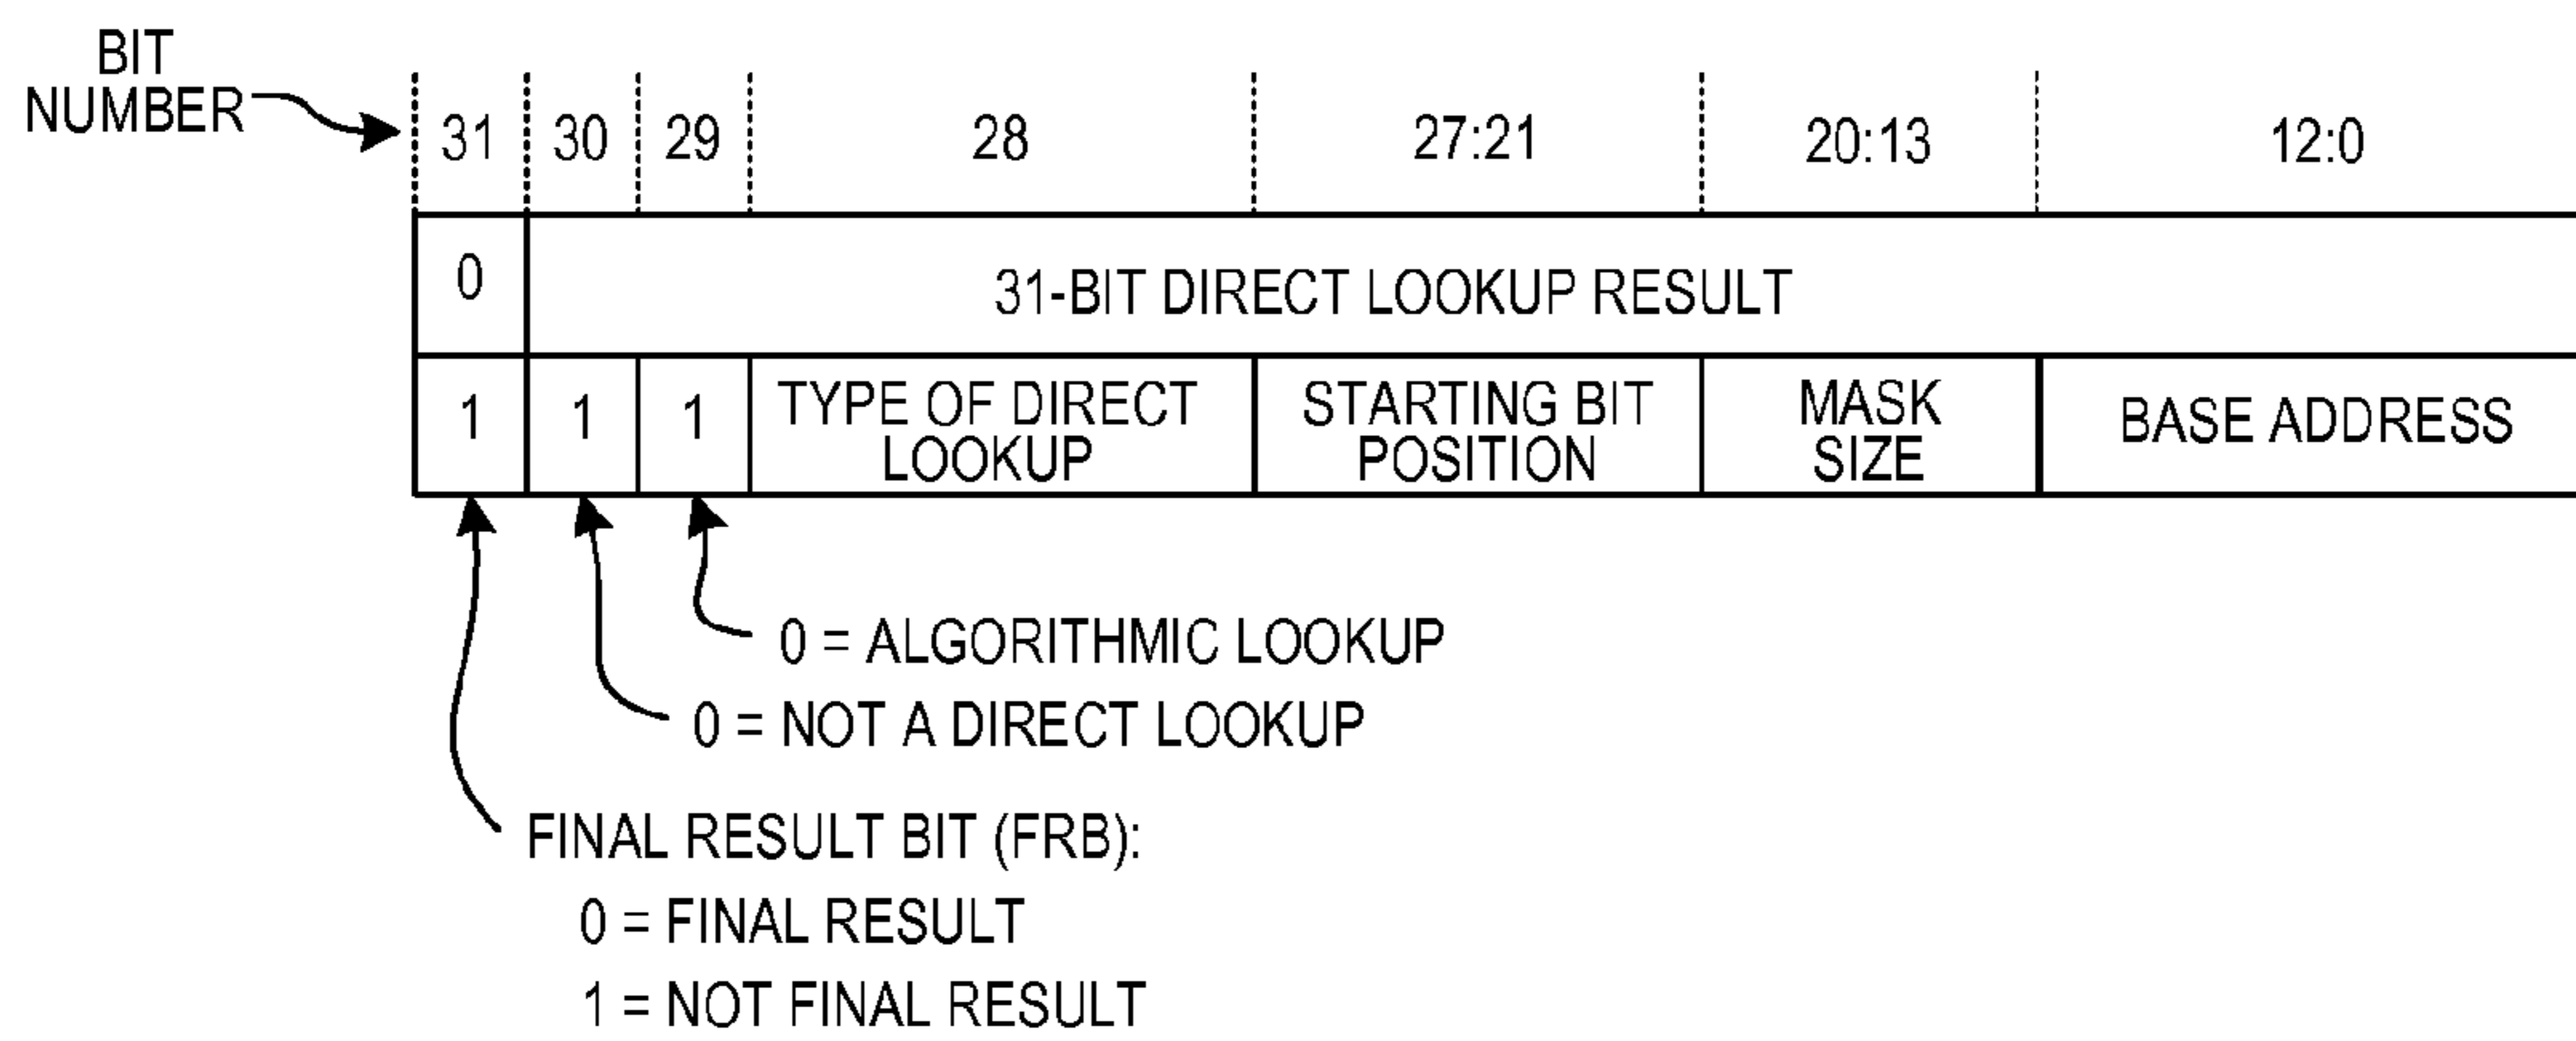 BIT
NUMBER
31 30 29 28 27:21 20:13 12:0
0 31-BIT DIRECT LOOKUP RESULT
1 1 1 TYPE OF DIRECT LOOKUP STARTING BIT POSITION MASK SIZE BASE ADDRESS
0 = ALGORITHMIC LOOKUP
0 = NOT A DIRECT LOOKUP
FINAL RESULT BIT (FRB):
0 = FINAL RESULT
1 = NOT FINAL RESULT